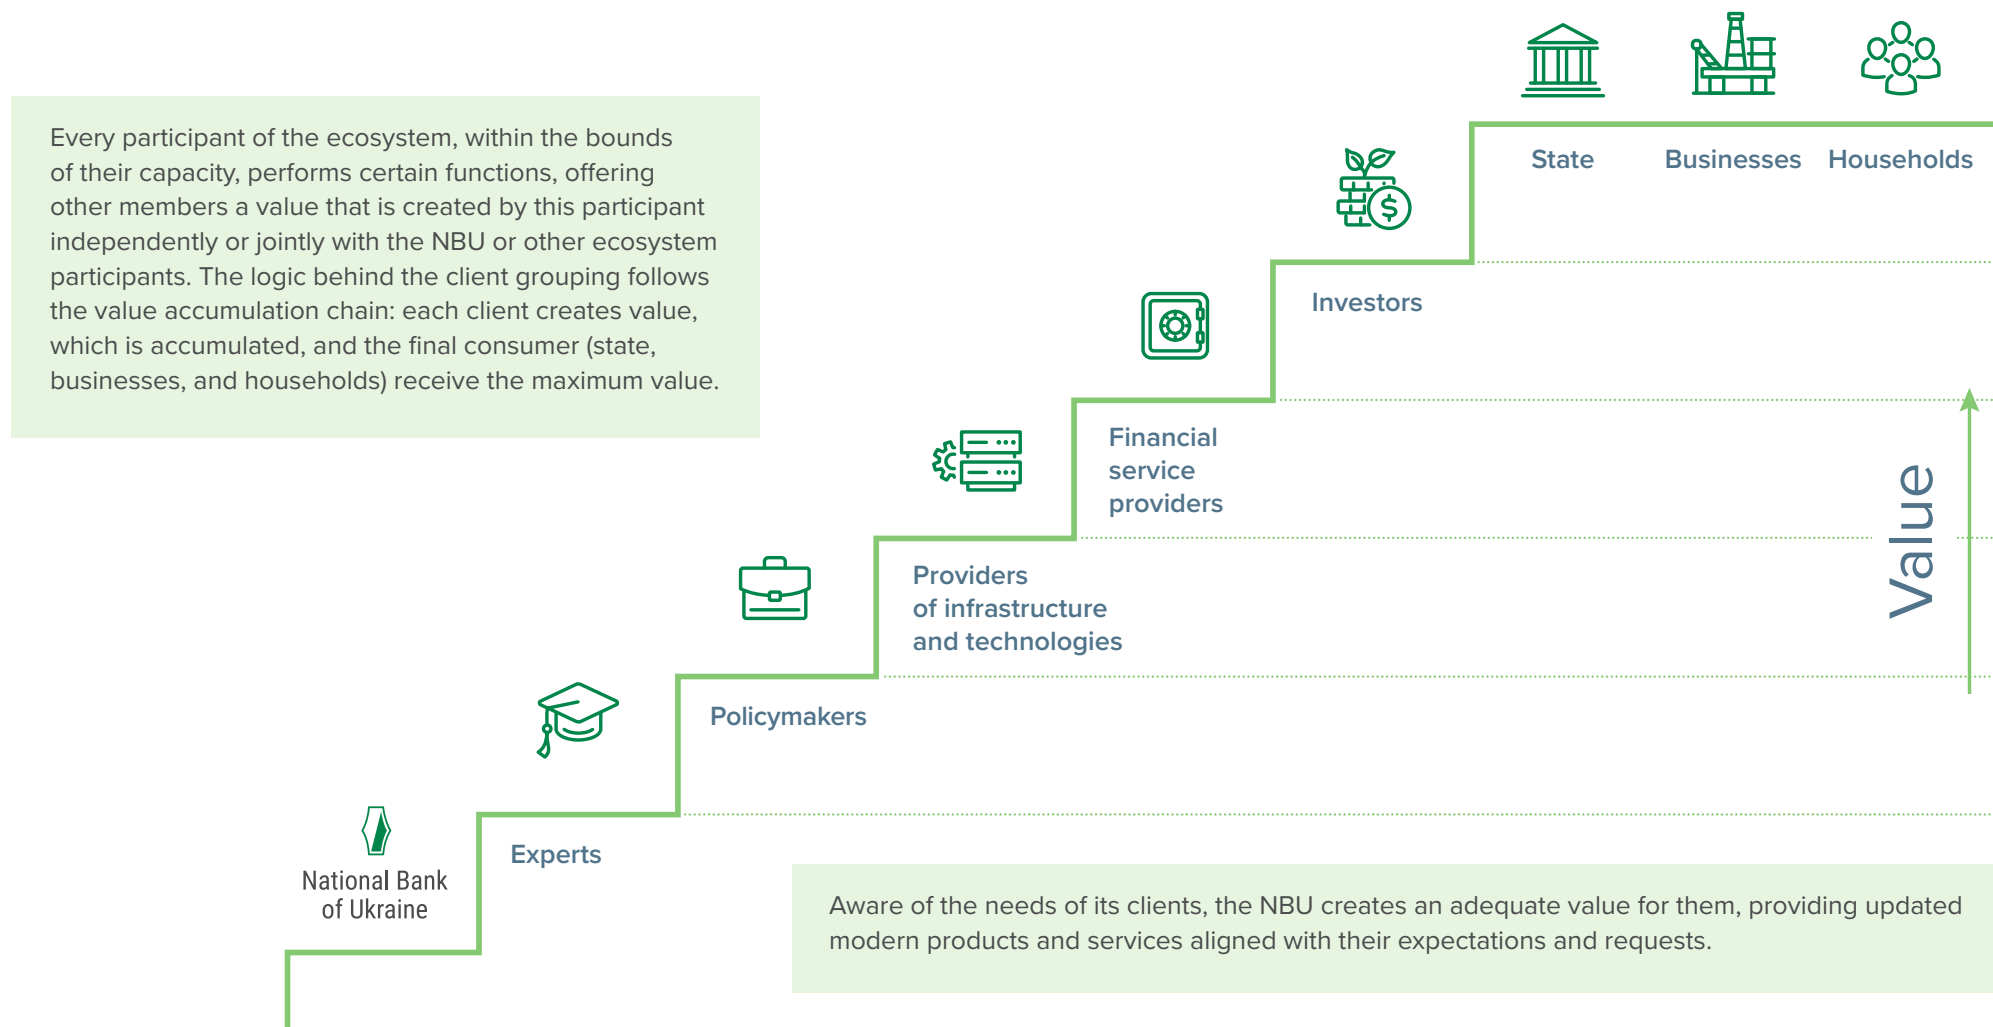 Every participant of the ecosystem, within the bounds
of their capacity, performs certain functions, offering
other members a value that is created by this participant
independently or jointly with the NBU or other ecosystem
participants. The logic behind the client grouping follows
the value accumulation chain: each client creates value,
which is accumulated, and the final consumer (state,
businesses, and households) receive the maximum value.
State
Businesses
Households
Investors
Financial
service
providers
Value
Providers
of infrastructure
and technologies
Policymakers
Experts
National Bank
of Ukraine
Aware of the needs of its clients, the NBU creates an adequate value for them, providing updated
modern products and services aligned with their expectations and requests.